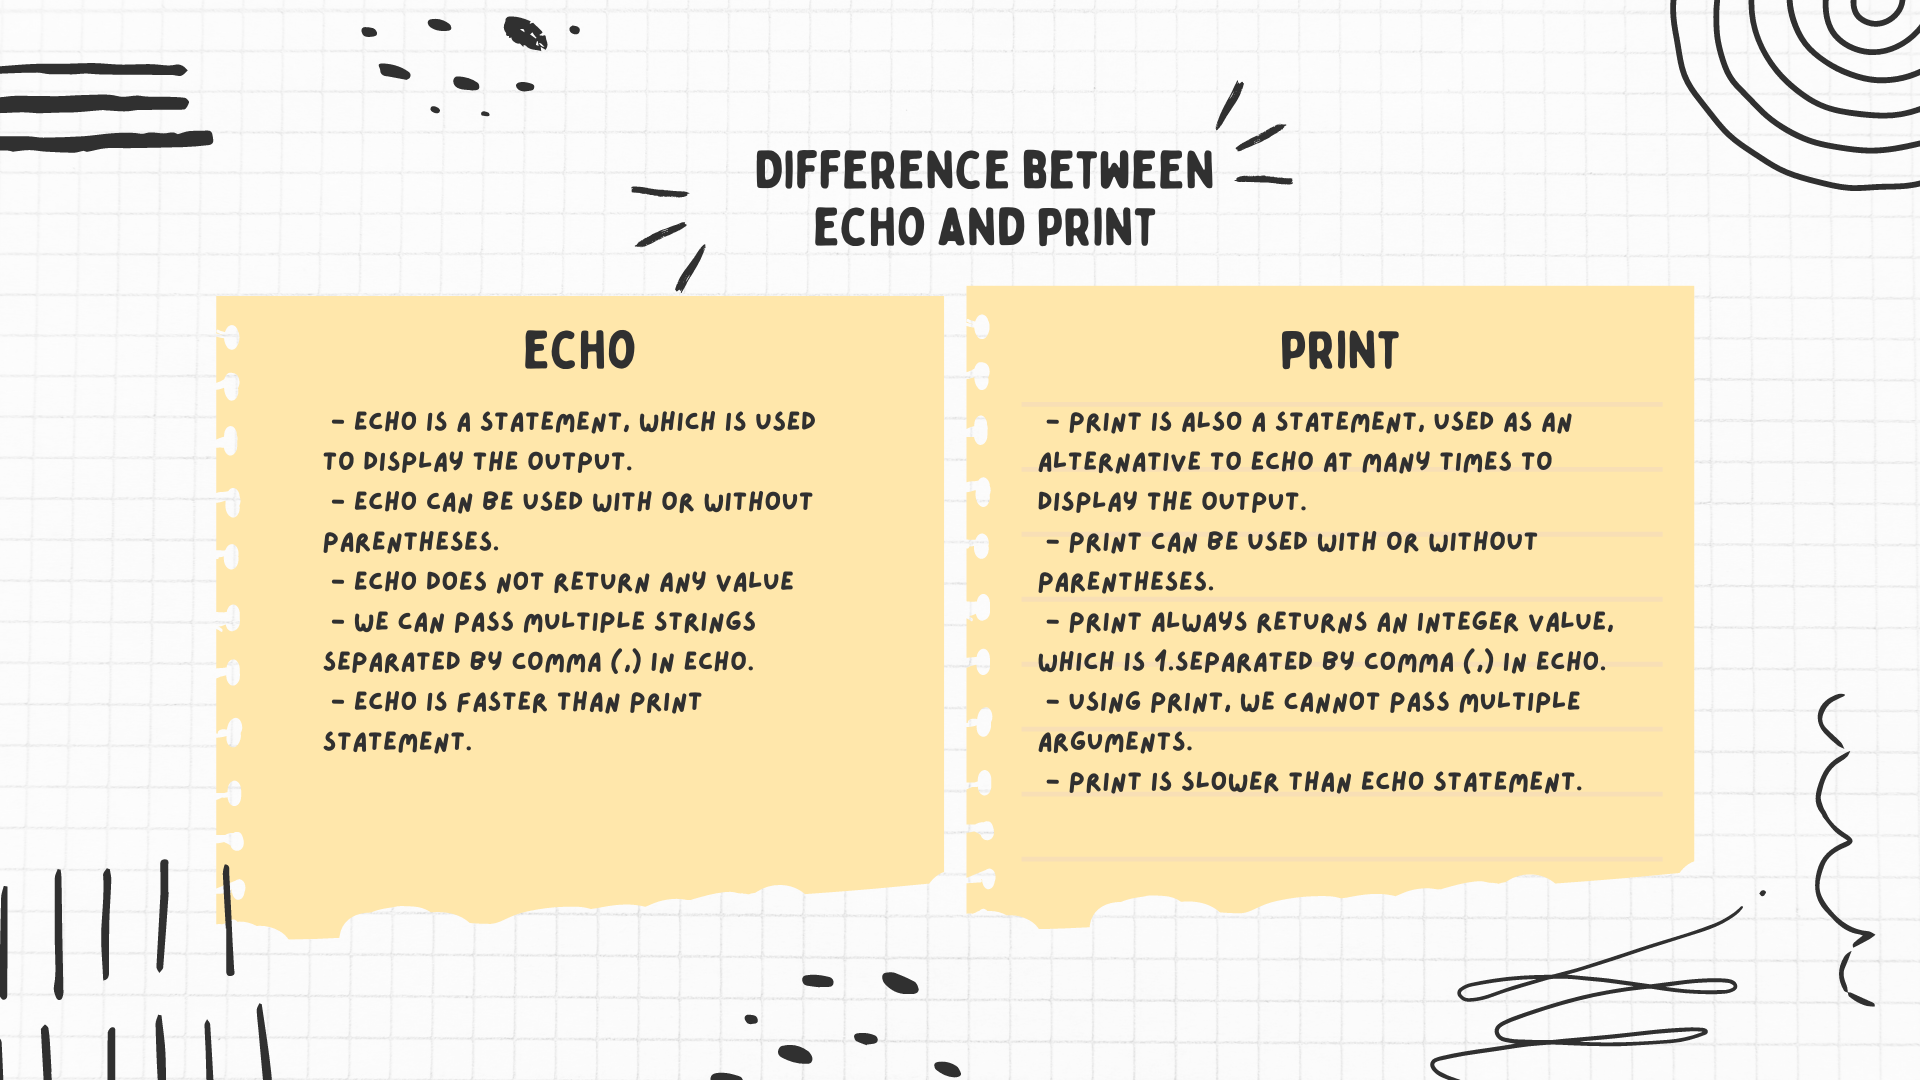 DIFFERENCE BETWEEN
ECHO AND PRINT
ECHO
- ECHO IS A STATEMENT, WHICH IS USED
TO DISPLAY THE OUTPUT.
- ECHO CAN BE USED WITH OR WITHOUT
PARENTHESES.
- ECHO DOES NOT RETURN ANY VALUE
- WE CAN PASS MULTIPLE STRINGS
SEPARATED BY COMMA (,) IN ECHO.
- ECHO IS FASTER THAN PRINT
STATEMENT.
PRINT
- PRINT IS ALSO A STATEMENT, USED AS AN
ALTERNATIVE TO ECHO AT MANY TIMES TO
DISPLAY THE OUTPUT.
- PRINT CAN BE USED WITH OR WITHOUT
PARENTHESES.
- PRINT ALWAYS RETURNS AN INTEGER VALUE,
WHICH IS 1.SEPARATED BY COMMA (,) IN ECHO.
- USING PRINT, WE CANNOT PASS MULTIPLE
ARGUMENTS.
- PRINT IS SLOWER THAN ECHO STATEMENT.